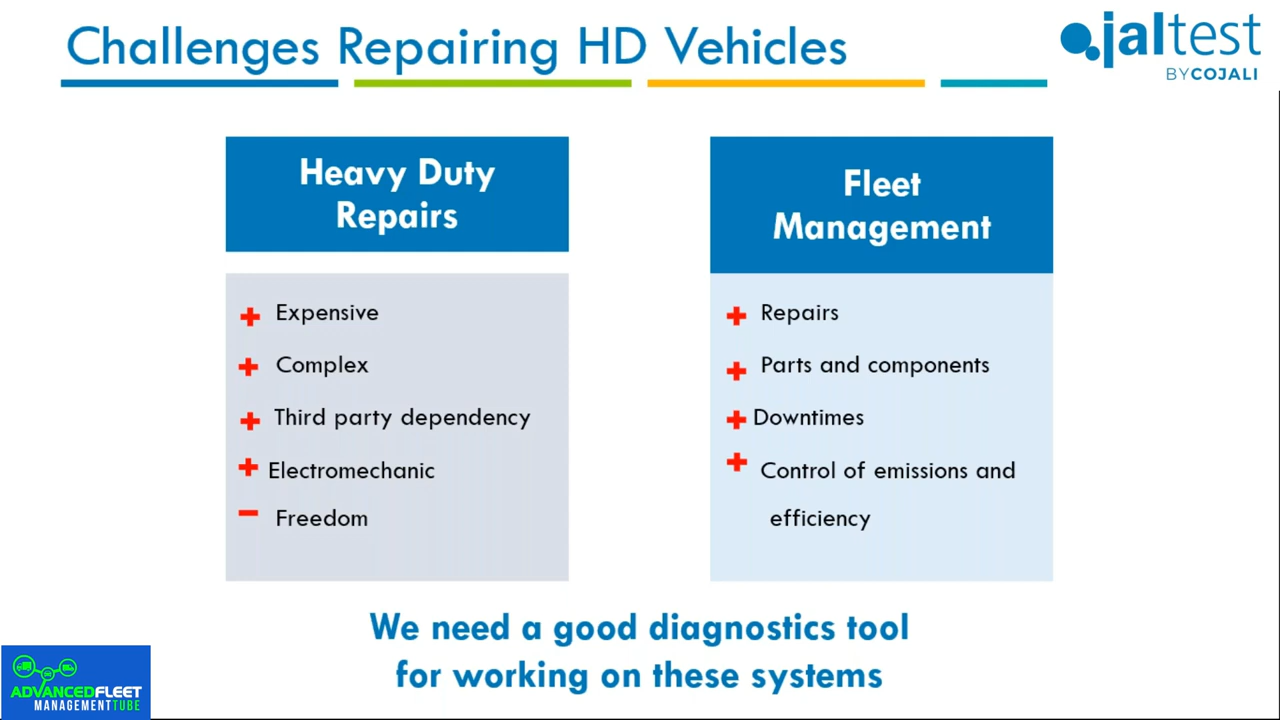 Challenges Repairing HD Vehicles
jaltest
BY COJALI
Heavy Duty
Repairs
+ Expensive
+ Complex
+ Third party dependency
+ Electromechanic
− Freedom
Fleet
Management
+ Repairs
+ Parts and components
+ Downtimes
+ Control of emissions and
efficiency
We need a good diagnostics tool
for working on these systems
ADVANCEDFLEET
MANAGEMENTTUBE